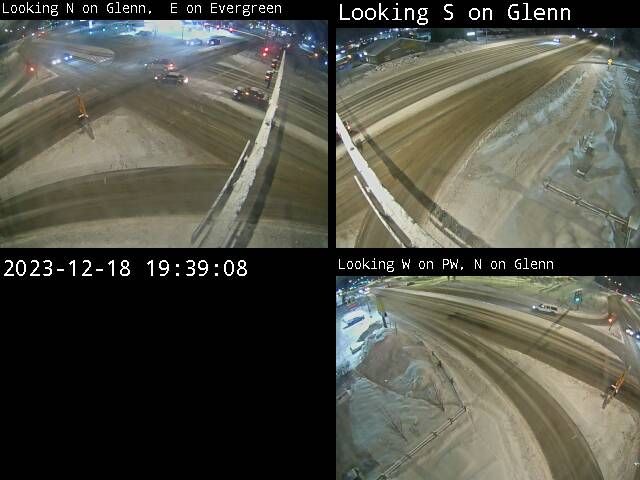 Looking N on Glenn, E on Evergreen
Looking S on Glenn
2023-12-18 19:39:08
Looking W on PW, N on Glenn